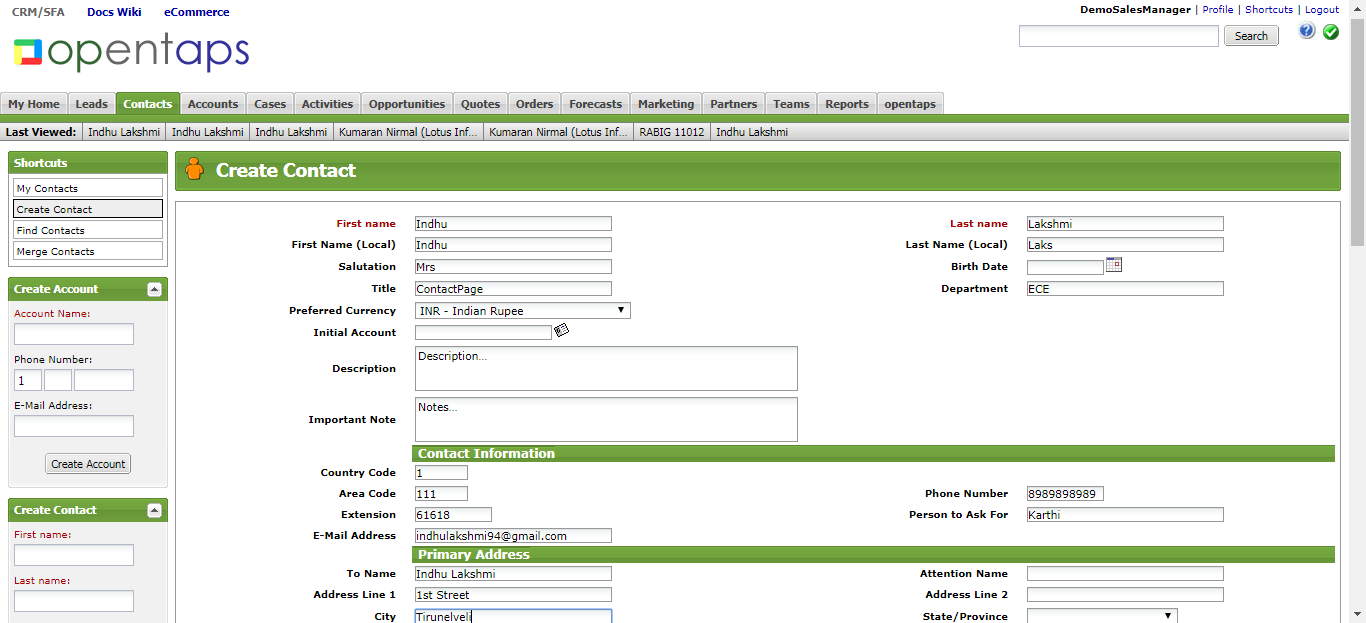 CRM/SFA Docs Wiki eCommerce
DemoSalesManager | Profile | Shortcuts | Logout
opentaps
Search
My Home Leads Contacts Accounts Cases Activities Opportunities Quotes Orders Forecasts Marketing Partners Teams Reports opentaps
Last Viewed: Indhu Lakshmi Indhu Lakshmi Indhu Lakshmi Kumaran Nirmal (Lotus Inf... Kumaran Nirmal (Lotus Inf... RABIG 11012 Indhu Lakshmi
Shortcuts
My Contacts
Create Contact
Find Contacts
Merge Contacts
Create Account
Account Name:
Phone Number:
1
E-Mail Address:
Create Account
Create Contact
First name:
Last name:
Create Contact
First name Indhu Last name Lakshmi
First Name (Local) Indhu Last Name (Local) Laks
Salutation Mrs Birth Date
Title ContactPage Department ECE
Preferred Currency INR - Indian Rupee
Initial Account
Description Description...
Important Note Notes...
Contact Information
Country Code 1
Area Code 111 Phone Number 8989898989
Extension 61618 Person to Ask For Karthi
E-Mail Address indhulakshmi94@gmail.com
Primary Address
To Name Indhu Lakshmi Attention Name
Address Line 1 1st Street Address Line 2
City Tirunelveli State/Province